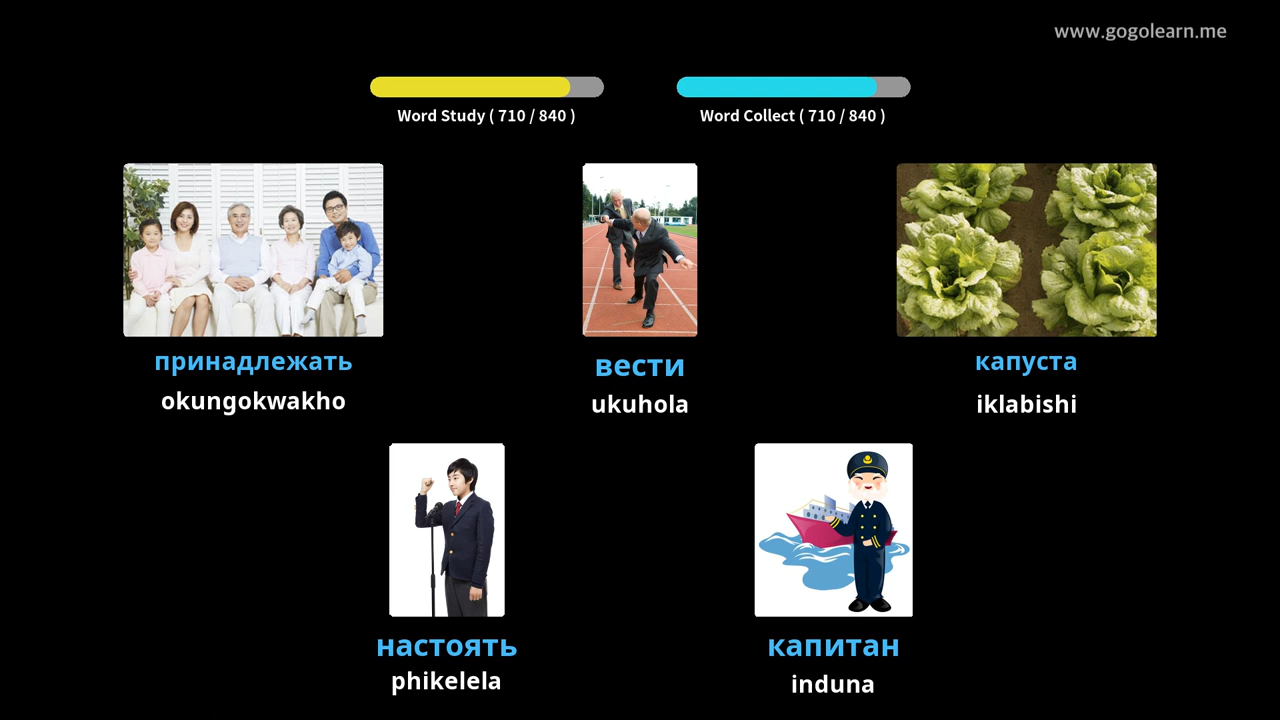 www.gogolearn.me
Word Study ( 710 / 840 )
Word Collect ( 710 / 840 )
принадлежать
okungokwakho
вести
ukuhola
капуста
iklabishi
настоять
phikelela
капитан
induna